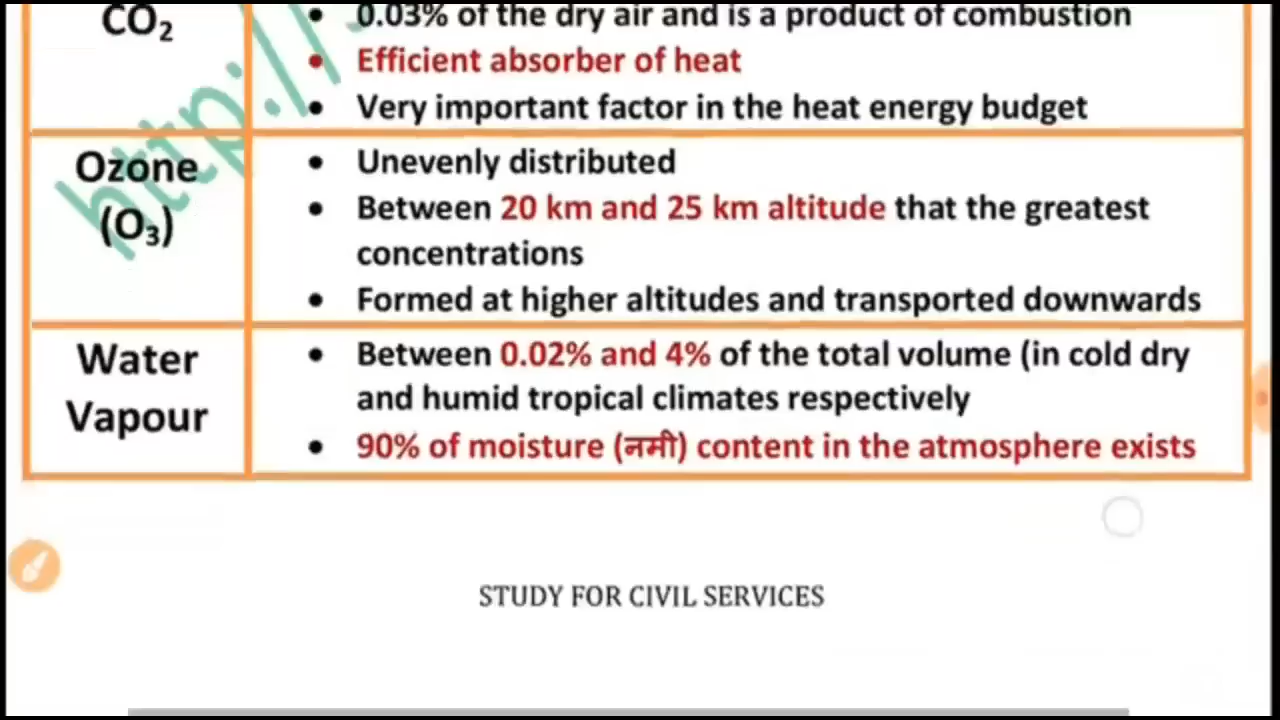 CO₂
• 0.03% of the dry air and is a product of combustion
• Efficient absorber of heat
• Very important factor in the heat energy budget
Ozone
(O₃)
• Unevenly distributed
• Between 20 km and 25 km altitude that the greatest
concentrations
• Formed at higher altitudes and transported downwards
Water
Vapour
• Between 0.02% and 4% of the total volume (in cold dry
and humid tropical climates respectively
• 90% of moisture (नमी) content in the atmosphere exists
http://
STUDY FOR CIVIL SERVICES